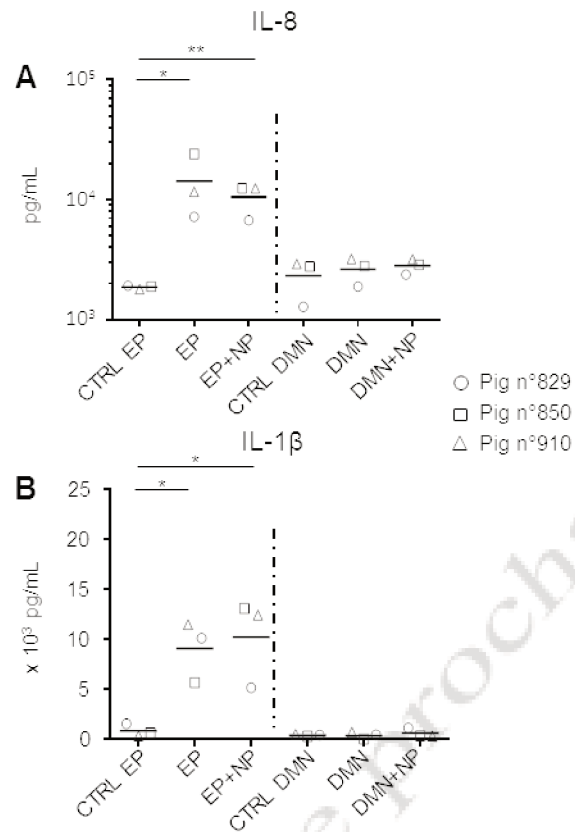 IL-8
A
**
*
pg/mL
10⁵
10⁴
10³
CTRL EP
EP
EP+NP
CTRL DMN
DMN
DMN+NP
Pig n°829
Pig n°850
Pig n°910
IL-1β
B
*
*
x 10³ pg/mL
25
20
15
10
5
0
CTRL EP
EP
EP+NP
CTRL DMN
DMN
DMN+NP
e proch